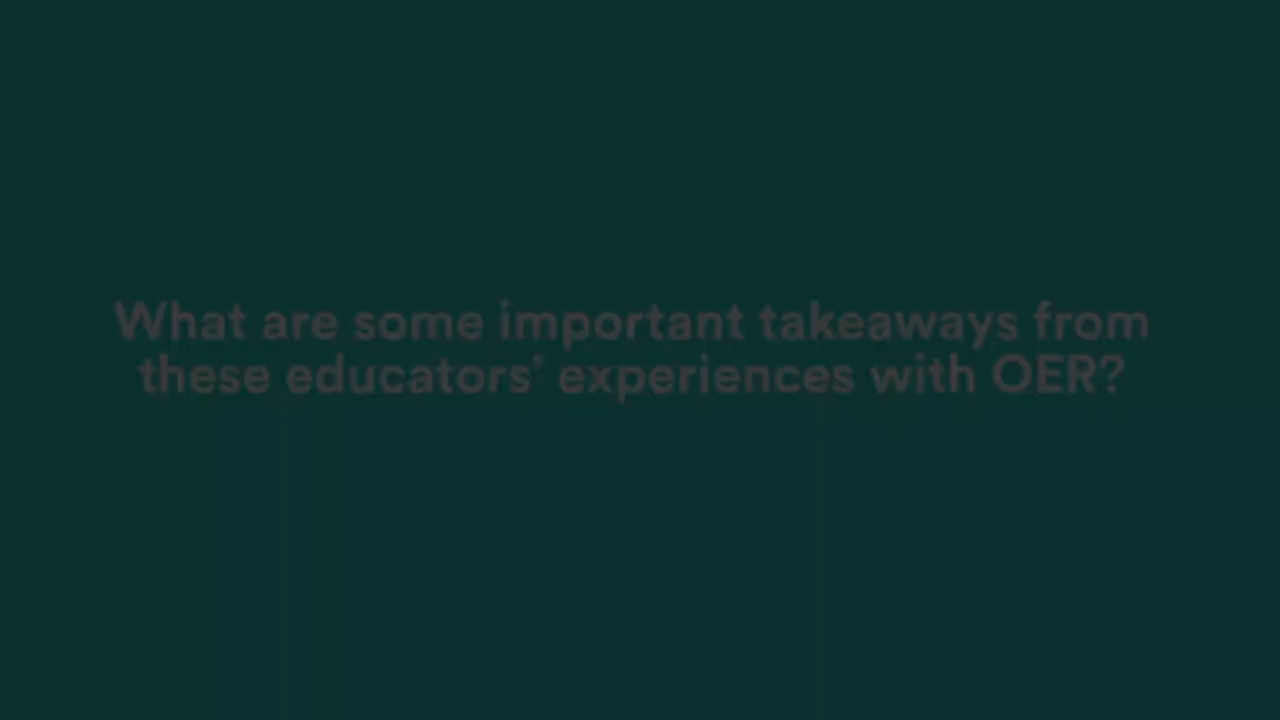 What are some important takeaways from
these educators’ experiences with OER?